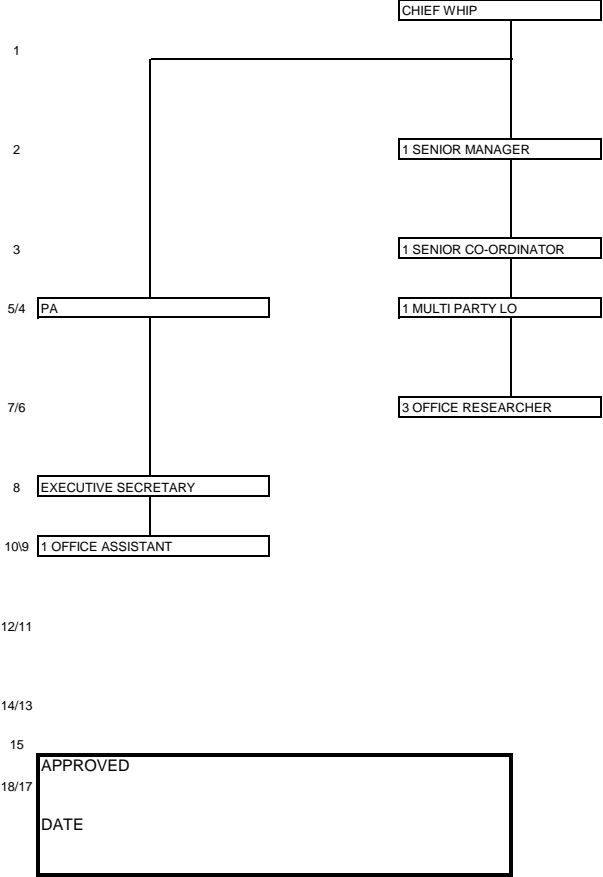 CHIEF WHIP
1
2 1 SENIOR MANAGER
3 1 SENIOR CO-ORDINATOR
5/4 PA 1 MULTI PARTY LO
7/6 3 OFFICE RESEARCHER
8 EXECUTIVE SECRETARY
10\9 1 OFFICE ASSISTANT
12/11
14/13
15
APPROVED
18/17
DATE